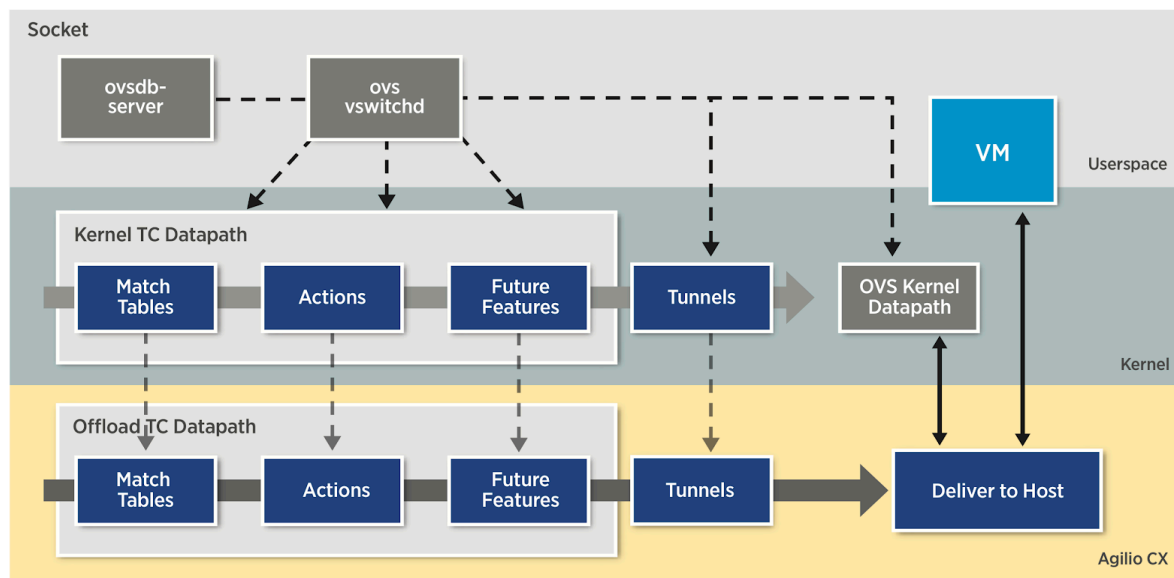 Socket
ovsdb-
server
ovs
vswitchd
VM
Userspace
Kernel TC Datapath
Match
Tables
Actions
Future
Features
Tunnels
OVS Kernel
Datapath
Kernel
Offload TC Datapath
Match
Tables
Actions
Future
Features
Tunnels
Deliver to Host
Agilio CX